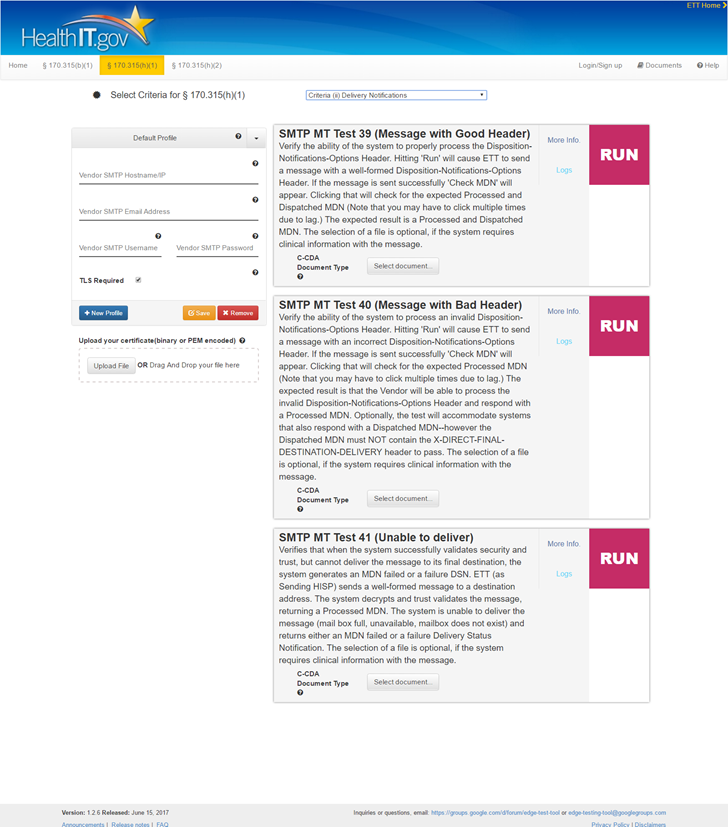 ETT Home
HealthIT.gov
Home § 170.315(b)(1) § 170.315(h)(1) § 170.315(h)(2) Login/Sign up Documents Help
Select Criteria for § 170.315(h)(1)
Criteria (ii) Delivery Notifications
Default Profile
Vendor SMTP Hostname/IP
Vendor SMTP Email Address
Vendor SMTP Username Vendor SMTP Password
TLS Required
New Profile Save Remove
Upload your certificate(binary or PEM encoded)
Upload File OR Drag And Drop your file here
SMTP MT Test 39 (Message with Good Header)
Verify the ability of the system to properly process the Disposition-
Notifications-Options Header. Hitting 'Run' will cause ETT to send
a message with a well-formed Disposition-Notifications-Options
Header. If the message is sent successfully 'Check MDN' will
appear. Clicking that will check for the expected Processed and
Dispatched MDN (Note that you may have to click multiple times
due to lag.) The expected result is a Processed and Dispatched
MDN. The selection of a file is optional, if the system requires
clinical information with the message.
C-CDA
Document Type
Select document...
More Info.
Logs
RUN
SMTP MT Test 40 (Message with Bad Header)
Verify the ability of the system to process an invalid Disposition-
Notifications-Options Header. Hitting 'Run' will cause ETT to send
a message with an incorrect Disposition-Notifications-Options
Header. If the message is sent successfully 'Check MDN' will
appear. Clicking that will check for the expected Processed MDN
(Note that you may have to click multiple times due to lag.) The
expected result is that the Vendor will be able to process the
invalid Disposition-Notifications-Options Header and respond with
a Processed MDN. Optionally, the test will accommodate systems
that also respond with a Dispatched MDN--however the
Dispatched MDN must NOT contain the X-DIRECT-FINAL-
DESTINATION-DELIVERY header to pass. The selection of a file
is optional, if the system requires clinical information with the
message.
C-CDA
Document Type
Select document...
More Info.
Logs
RUN
SMTP MT Test 41 (Unable to deliver)
Verifies that when the system successfully validates security and
trust, but cannot deliver the message to its final destination, the
system generates an MDN failed or a failure DSN. ETT (as
Sending HISP) sends a well-formed message to a destination
address. The system decrypts and trust validates the message,
returning a Processed MDN. The system is unable to deliver the
message (mail box full, unavailable, mailbox does not exist) and
returns either an MDN failed or a failure Delivery Status
Notification. The selection of a file is optional, if the system
requires clinical information with the message.
C-CDA
Document Type
Select document...
More Info.
Logs
RUN
Version: 1.2.6 Released: June 15, 2017
Inquiries or questions, email: https://groups.google.com/d/forum/edge-test-tool or edge-testing-tool@googlegroups.com
Announcements | Release notes | FAQ
Privacy Policy | Disclaimers